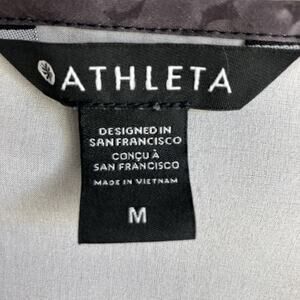 ATHLETA
DESIGNED IN
SAN FRANCISCO
CONÇU À
SAN FRANCISCO
MADE IN VIETNAM
M